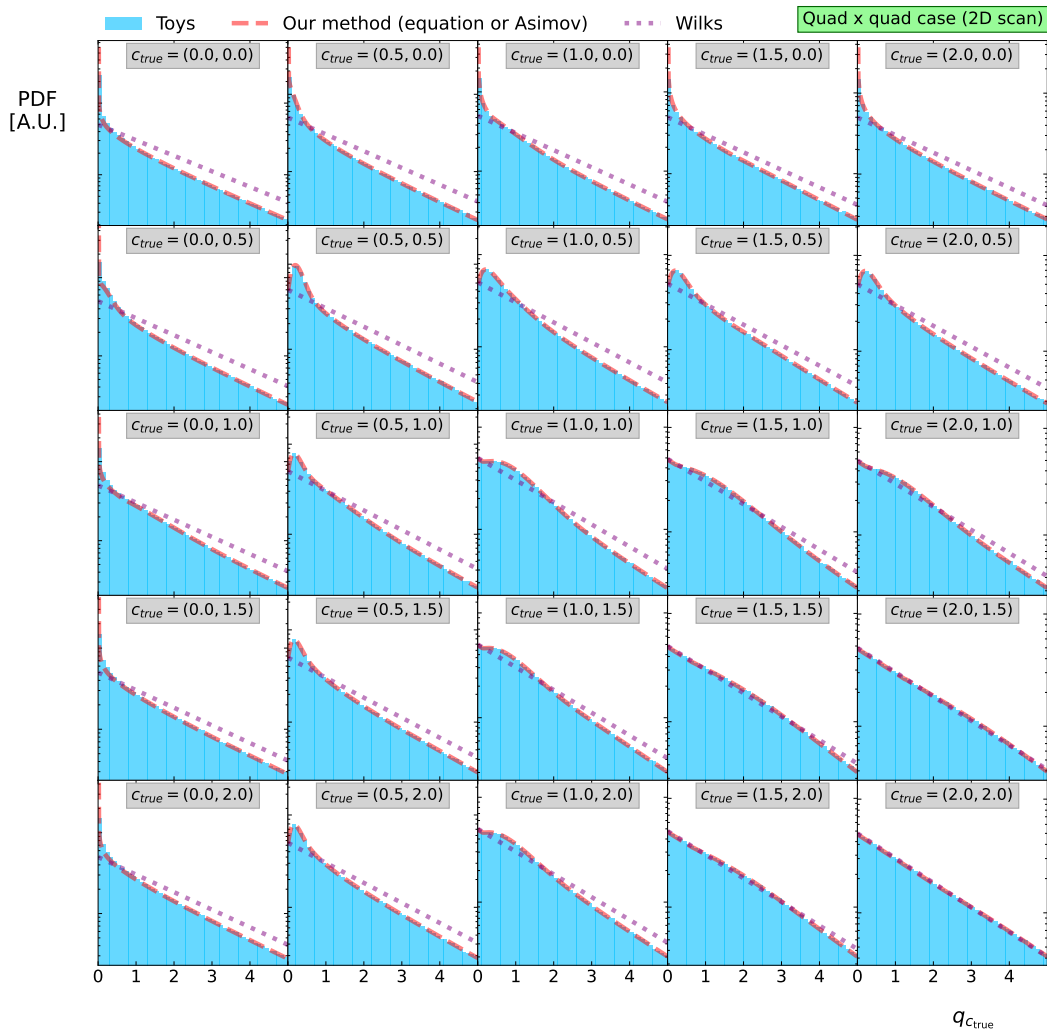 Toys
Our method (equation or Asimov)
Wilks
Quad x quad case (2D scan)
PDF
[A.U.]
c_true = (0.0, 0.0)
c_true = (0.5, 0.0)
c_true = (1.0, 0.0)
c_true = (1.5, 0.0)
c_true = (2.0, 0.0)
c_true = (0.0, 0.5)
c_true = (0.5, 0.5)
c_true = (1.0, 0.5)
c_true = (1.5, 0.5)
c_true = (2.0, 0.5)
c_true = (0.0, 1.0)
c_true = (0.5, 1.0)
c_true = (1.0, 1.0)
c_true = (1.5, 1.0)
c_true = (2.0, 1.0)
c_true = (0.0, 1.5)
c_true = (0.5, 1.5)
c_true = (1.0, 1.5)
c_true = (1.5, 1.5)
c_true = (2.0, 1.5)
c_true = (0.0, 2.0)
c_true = (0.5, 2.0)
c_true = (1.0, 2.0)
c_true = (1.5, 2.0)
c_true = (2.0, 2.0)
0 1 2 3 4 0 1 2 3 4 0 1 2 3 4 0 1 2 3 4 0 1 2 3 4
q_c_true